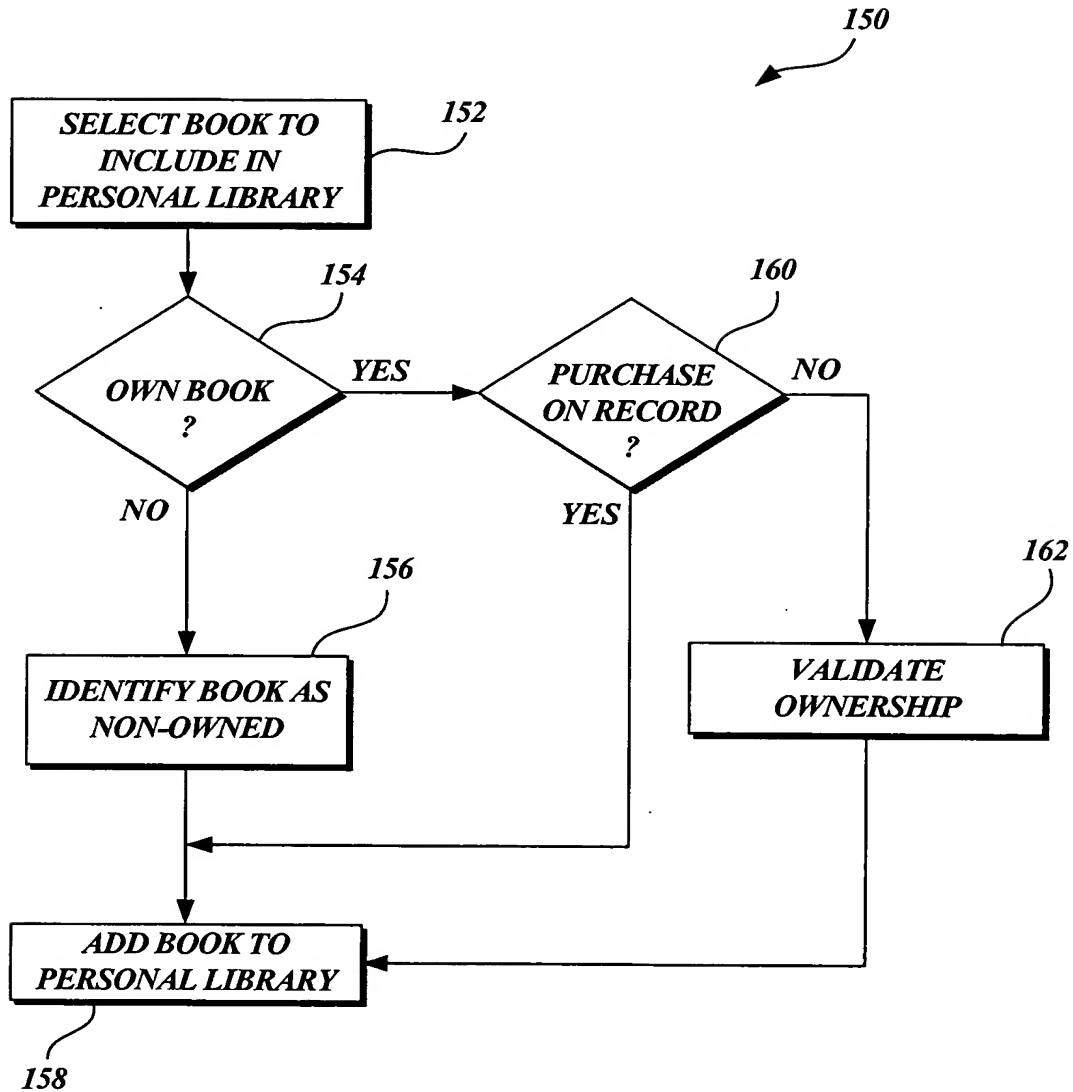 150
SELECT BOOK TO
INCLUDE IN
PERSONAL LIBRARY
152
154
OWN BOOK
?
YES
NO
160
PURCHASE
ON RECORD
?
NO
YES
156
IDENTIFY BOOK AS
NON-OWNED
162
VALIDATE
OWNERSHIP
ADD BOOK TO
PERSONAL LIBRARY
158